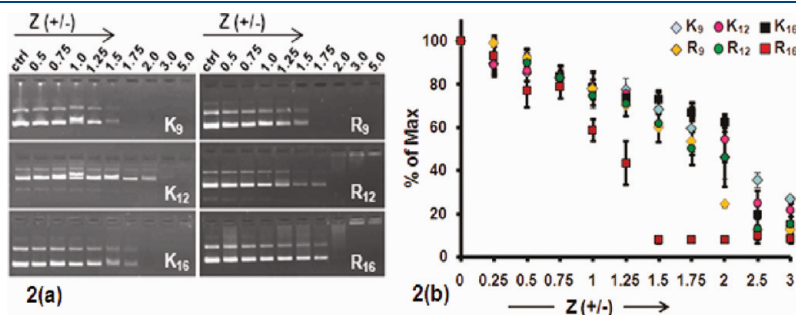 Z (+/-)
ctrl 0.5 0.75 1.0 1.25 1.5 1.75 2.0 3.0 5.0
K9
K12
K16
2(a)
Z (+/-)
ctrl 0.5 0.75 1.0 1.25 1.5 1.75 2.0 3.0 5.0
R9
R12
R16
K9 K12 K16
R9 R12 R16
% of Max
100
80
60
40
20
0
0 0.25 0.5 0.75 1 1.25 1.5 1.75 2 2.5 3
2(b)
Z (+/-)